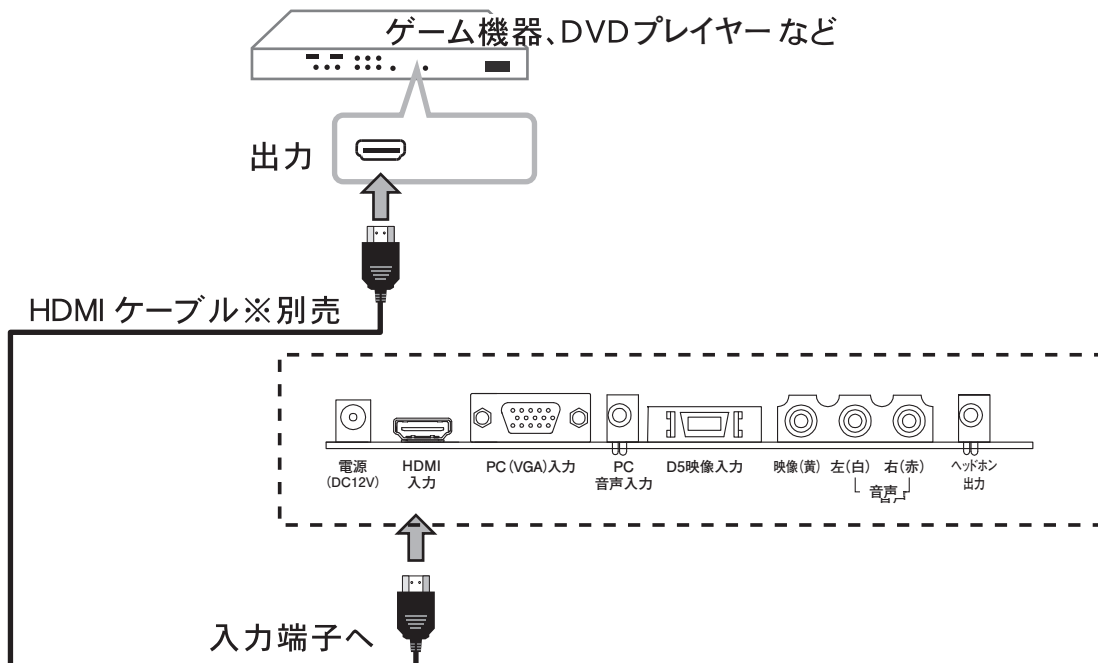 ゲーム機器、DVDプレイヤーなど
出力
HDMI ケーブル※別売
電源
(DC12V)
HDMI
入力
PC(VGA)入力
PC
音声入力
D5映像入力
映像(黄)
左(白)
右(赤)
音声
ヘッドホン
出力
入力端子へ